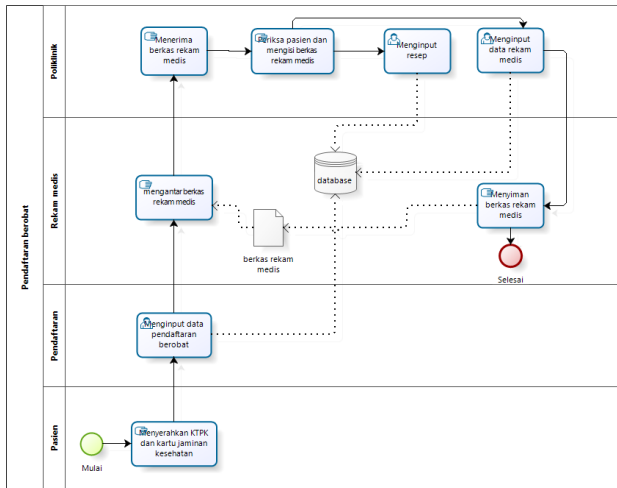 Pendaftaran berobat
Poliklinik
Menerima
berkas rekam
medis
Periksa pasien dan
mengisi berkas
rekam medis
Menginput
resep
Menginput
data rekam
medis
Rekam medis
mengantar berkas
rekam medis
database
berkas rekam
medis
Menyiman
berkas rekam
medis
Selesai
Pendaftaran
Menginput data
pendaftaran
berobat
Pasien
Mulai
Menyerahkan KTPK
dan kartu jaminan
kesehatan